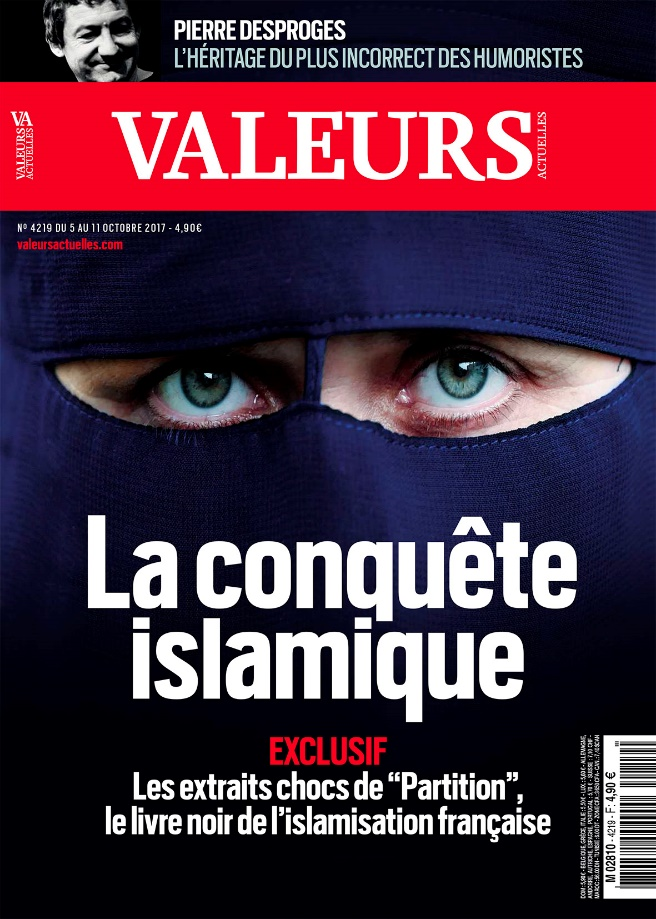 PIERRE DESPROGES
L'HÉRITAGE DU PLUS INCORRECT DES HUMORISTES
VA
VALEURS
ACTUELLES
VALEURS
ACTUELLES
Nº 4219 DU 5 AU 11 OCTOBRE 2017 - 4,90€
valeursactuelles.com
La conquête
islamique
EXCLUSIF
Les extraits chocs de “Partition”,
le livre noir de l'islamisation française
M 02810 - 4219 - F: 4,90 €